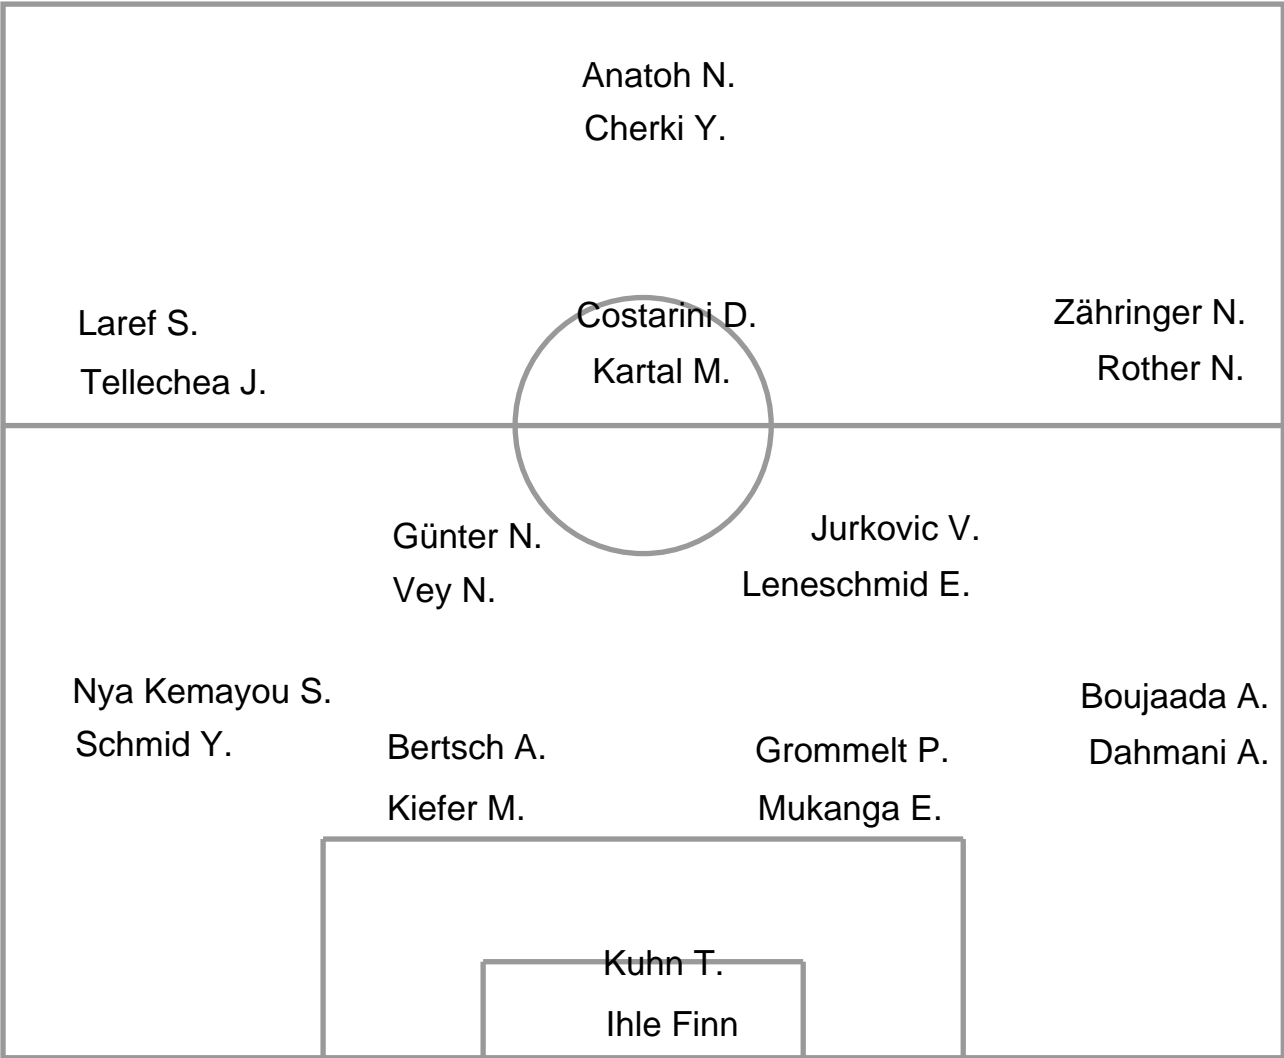 Anatoh N.
Cherki Y.
Laref S.
Tellechea J.
Costarini D.
Kartal M.
Zähringer N.
Rother N.
Günter N.
Vey N.
Jurkovic V.
Leneschmid E.
Nya Kemayou S.
Schmid Y.
Bertsch A.
Kiefer M.
Grommelt P.
Mukanga E.
Boujaada A.
Dahmani A.
Kuhn T.
Ihle Finn